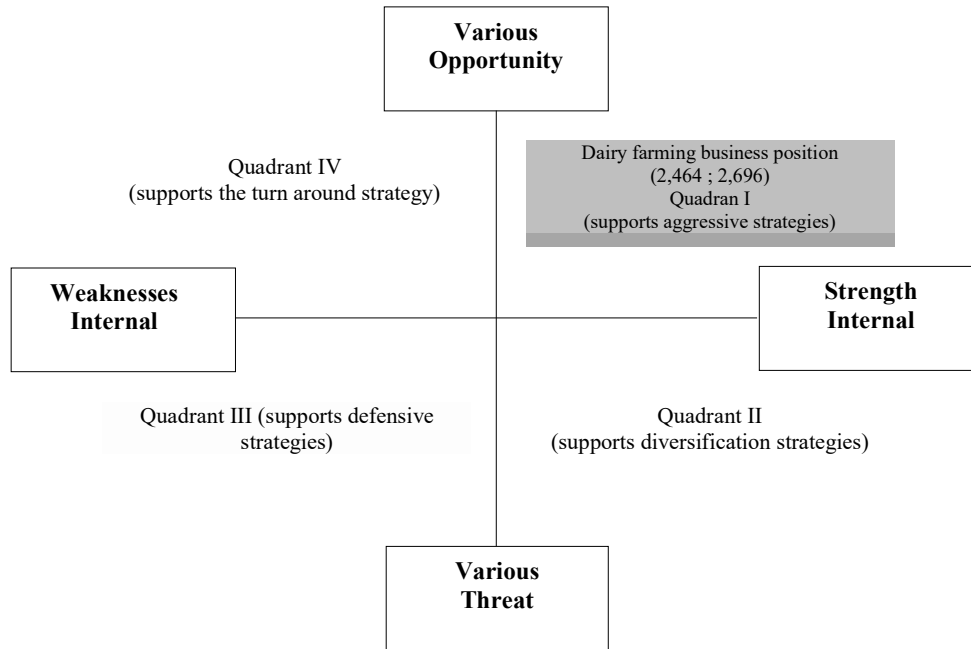 Various
Opportunity
Quadrant IV
(supports the turn around strategy)
Dairy farming business position
(2,464 ; 2,696)
Quadran I
(supports aggressive strategies)
Weaknesses
Internal
Strength
Internal
Quadrant III (supports defensive
strategies)
Quadrant II
(supports diversification strategies)
Various
Threat